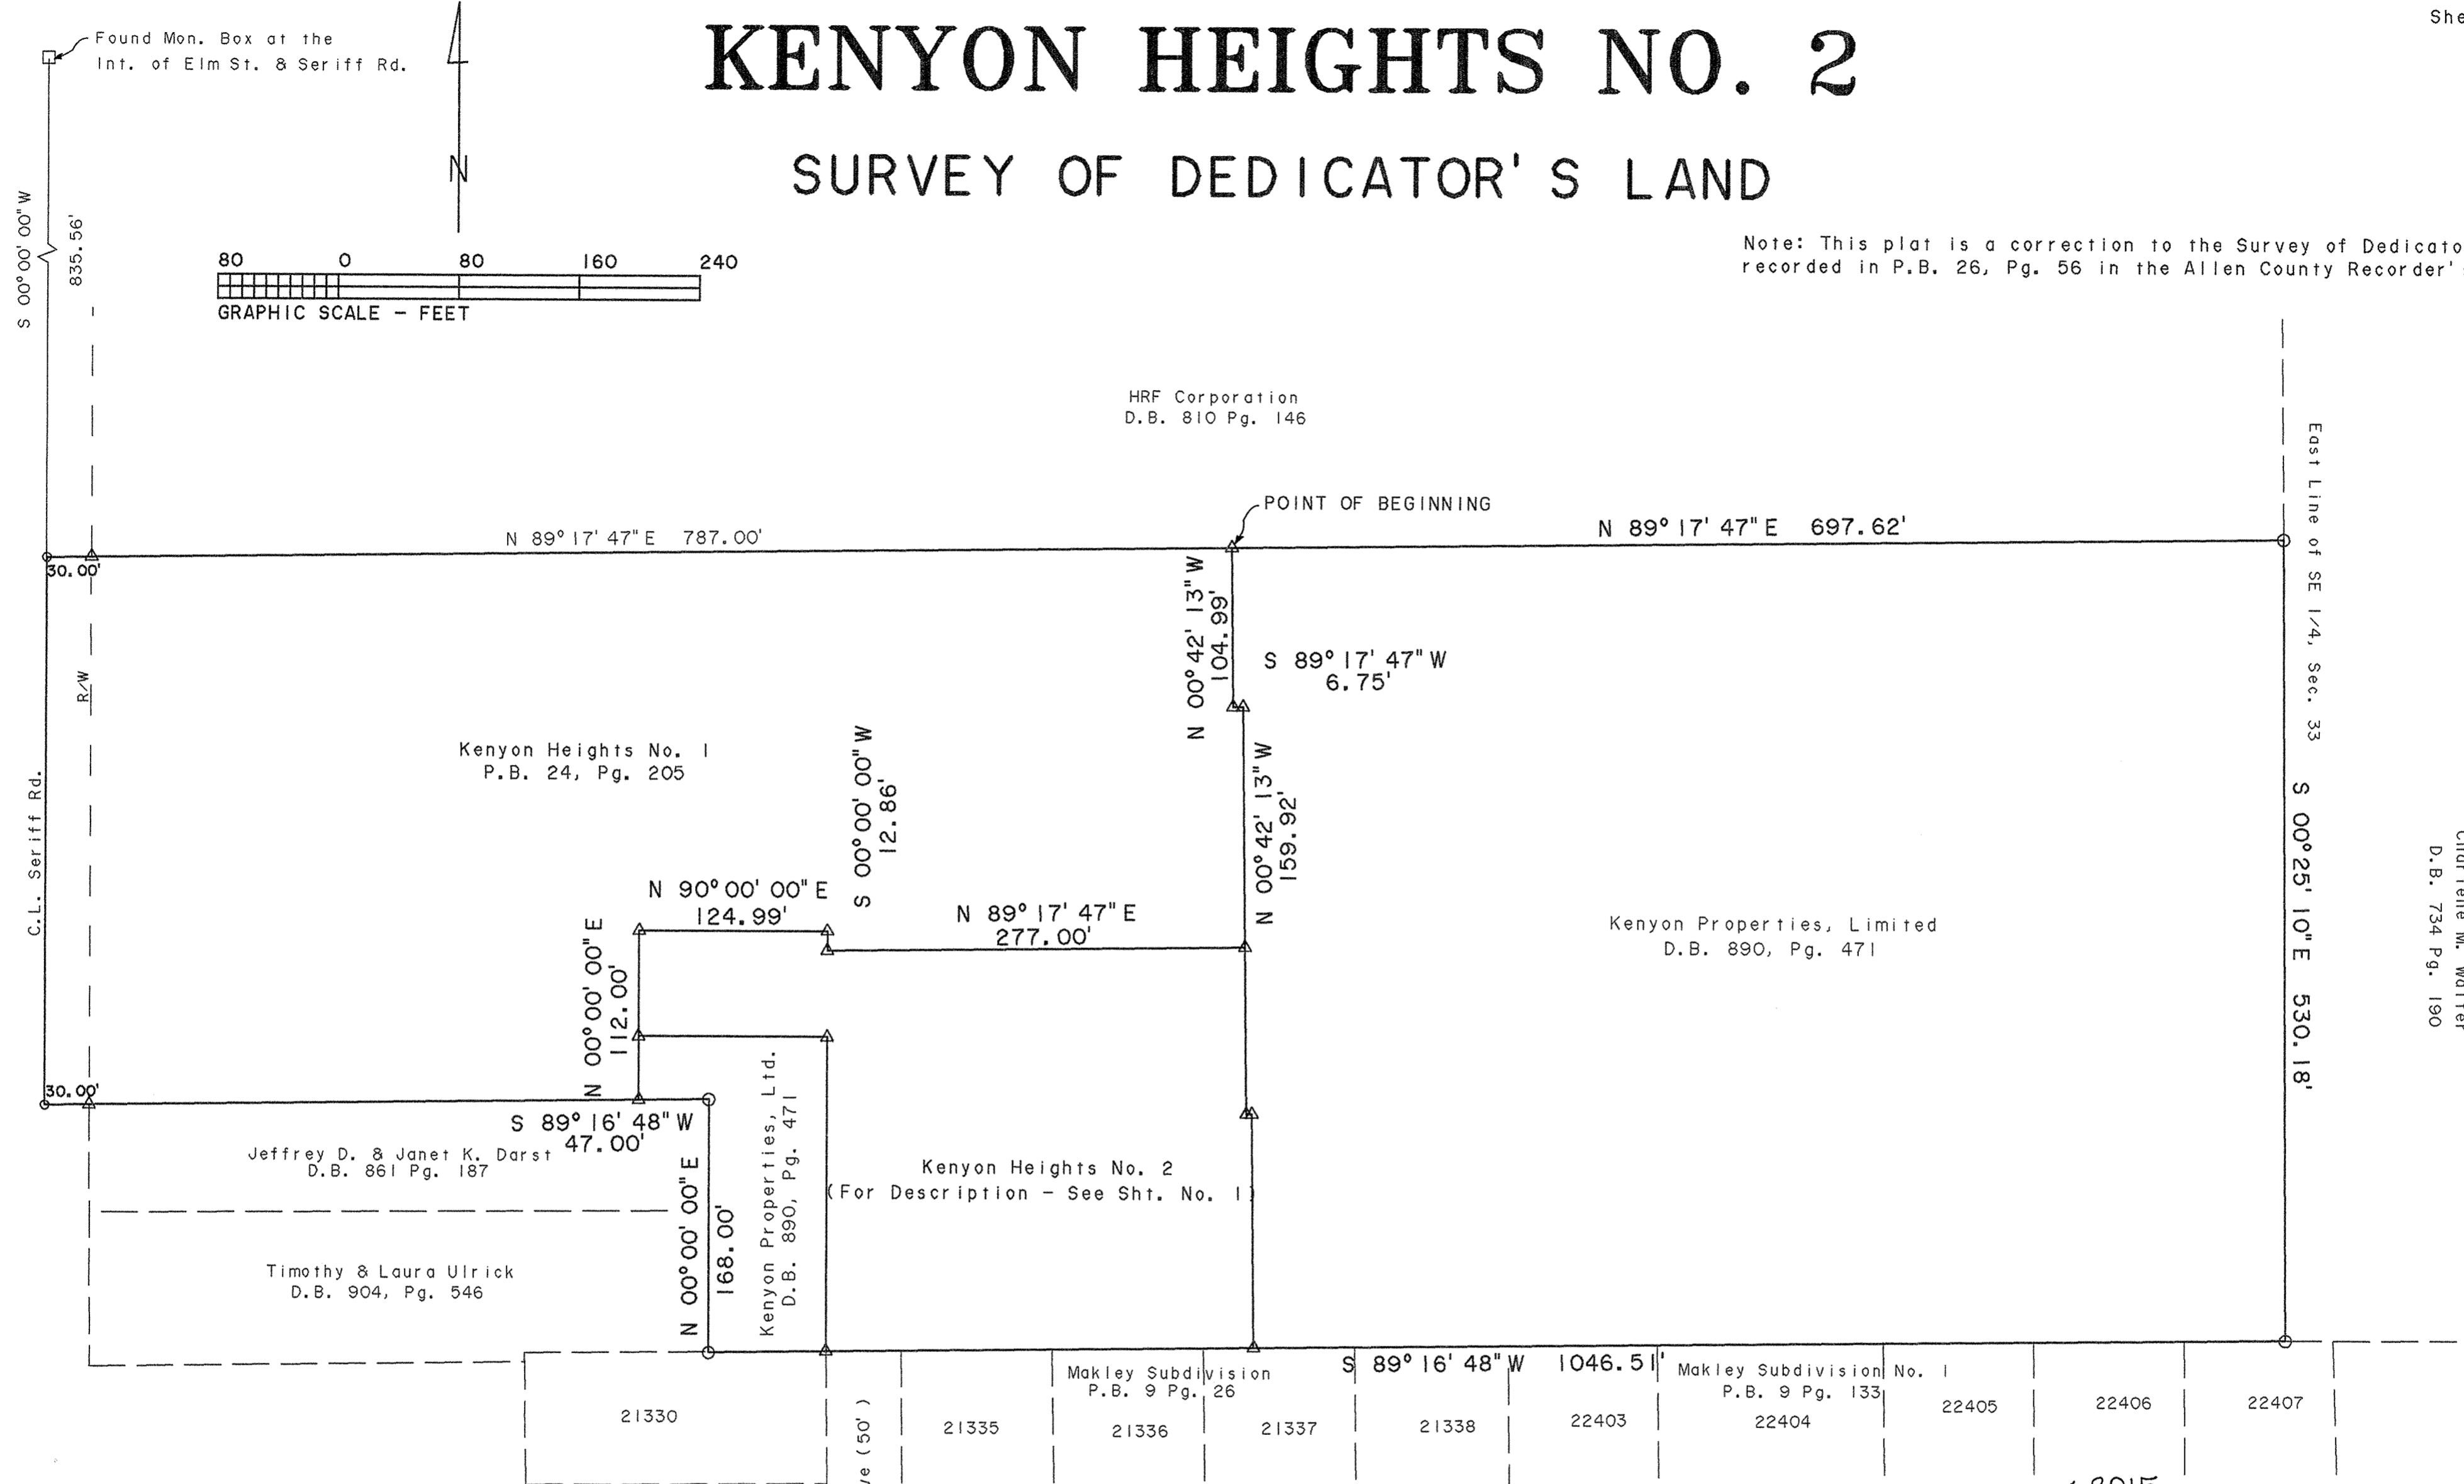 She
KENYON HEIGHTS NO. 2
SURVEY OF DEDICATOR'S LAND
Found Mon. Box at the
Int. of Elm St. & Seriff Rd.
N
S 00°00'00"W
835.56'
80 0 80 160 240
GRAPHIC SCALE - FEET
Note: This plat is a correction to the Survey of Dedicato
recorded in P.B. 26, Pg. 56 in the Allen County Recorder'
HRF Corporation
D.B. 810 Pg. 146
East Line of SE 1/4, Sec. 33
POINT OF BEGINNING
N 89°17'47"E 787.00'
N 89°17'47"E 697.62'
30.00'
N 00°42'13"W
104.99'
S 89°17'47"W
6.75'
R/W
Kenyon Heights No. 1
P.B. 24, Pg. 205
S 00°00'00"W
12.86'
N 00°42'13"W
159.92'
C.L. Seriff Rd.
S 00°25'10"E 530.18'
Charlene M.
D.B. 734 Pg. 190
N 90°00'00"E
124.99'
N 89°17'47"E
277.00'
Kenyon Properties, Limited
D.B. 890, Pg. 471
N 00°00'00"E
112.00'
30.00'
S 89°16'48"W
47.00'
Jeffrey D. & Janet K. Darst
D.B. 861 Pg. 187
Kenyon Properties, Ltd.
D.B. 890, Pg. 471
Kenyon Heights No. 2
(For Description - See Sht. No. 1)
N 00°00'00"E
168.00'
Timothy & Laura Ulrick
D.B. 904, Pg. 546
S 89°16'48"W 1046.51'
Makley Subdivision
P.B. 9 Pg. 26
Makley Subdivision No. 1
P.B. 9 Pg. 133
21330
ve (50')
21335
21336
21337
21338
22403
22404
22405
22406
22407